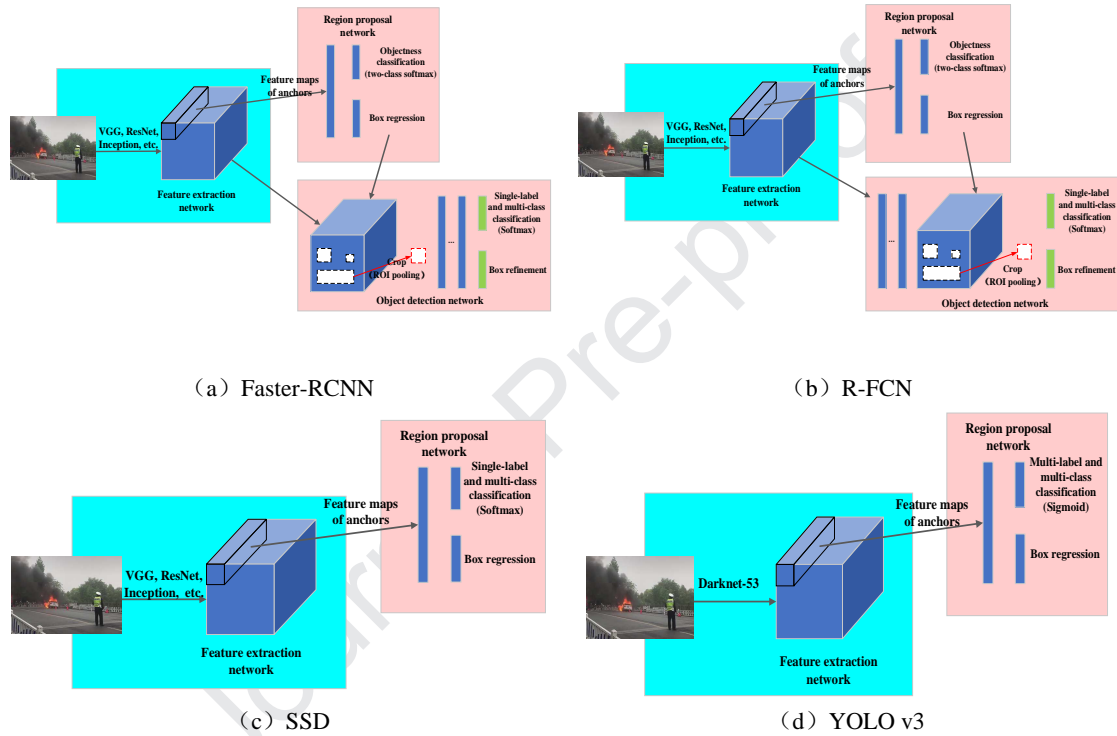 Region proposal
network
Objectness
classification
(two-class softmax)
Feature maps
of anchors
Box regression
VGG, ResNet,
Inception, etc.
Feature extraction
network
Single-label
and multi-class
classification
(Softmax)
...
Crop
（ROI pooling）
Box refinement
Object detection network
（a）Faster-RCNN
Region proposal
network
Objectness
classification
(two-class softmax)
Feature maps
of anchors
Box regression
VGG, ResNet,
Inception, etc.
Feature extraction
network
Single-label
and multi-class
classification
(Softmax)
...
Crop
（ROI pooling）
Box refinement
Object detection network
（b）R-FCN
Region proposal
network
Single-label
and multi-class
classification
(Softmax)
Feature maps
of anchors
Box regression
VGG, ResNet,
Inception, etc.
Feature extraction
network
（c）SSD
Region proposal
network
Multi-label and
multi-class
classification
(Sigmoid)
Feature maps
of anchors
Box regression
Darknet-53
Feature extraction
network
（d）YOLO v3
Pre-proof